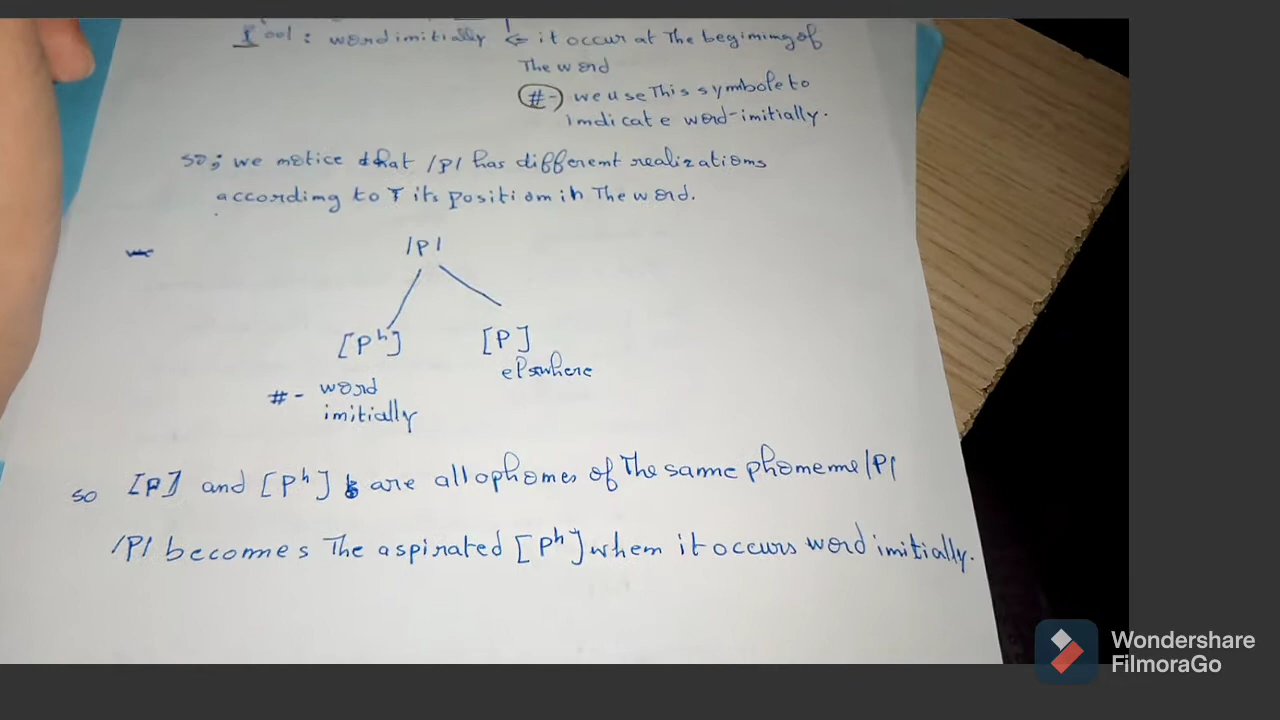 Pool : word initially ← it occur at The begining of
The word
#- we use This symbole to
indicate word-initially.
so; we notice that /p/ has different realizations
according to its position in The word.
/p/
[pʰ] [p]
elswhere
#- word
initially
so [p] and [pʰ] are allophones of The same phoneme /p/
/p/ becomes The aspirated [pʰ] when it occurs word initially.
Wondershare
FilmoraGo